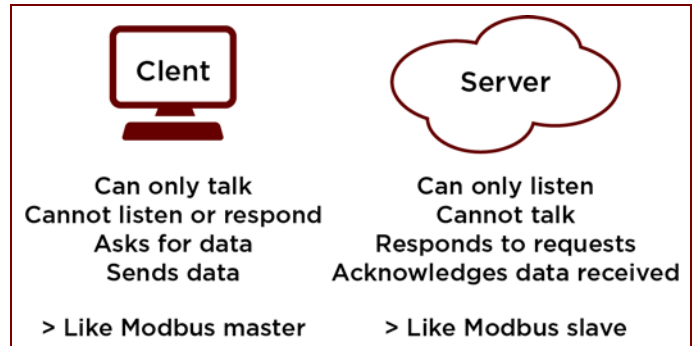 Clent
Can only talk
Cannot listen or respond
Asks for data
Sends data
> Like Modbus master
Server
Can only listen
Cannot talk
Responds to requests
Acknowledges data received
> Like Modbus slave